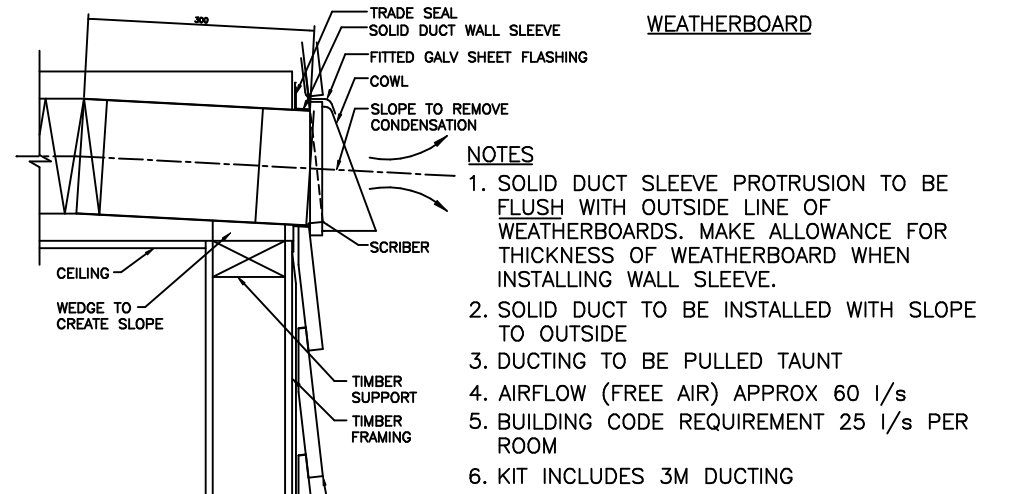 300
TRADE SEAL
SOLID DUCT WALL SLEEVE
FITTED GALV SHEET FLASHING
COWL
SLOPE TO REMOVE
CONDENSATION
SCRIBER
CEILING
WEDGE TO
CREATE SLOPE
TIMBER
SUPPORT
TIMBER
FRAMING
WEATHERBOARD
NOTES
1. SOLID DUCT SLEEVE PROTRUSION TO BE
FLUSH WITH OUTSIDE LINE OF
WEATHERBOARDS. MAKE ALLOWANCE FOR
THICKNESS OF WEATHERBOARD WHEN
INSTALLING WALL SLEEVE.
2. SOLID DUCT TO BE INSTALLED WITH SLOPE
TO OUTSIDE
3. DUCTING TO BE PULLED TAUNT
4. AIRFLOW (FREE AIR) APPROX 60 l/s
5. BUILDING CODE REQUIREMENT 25 l/s PER
ROOM
6. KIT INCLUDES 3M DUCTING